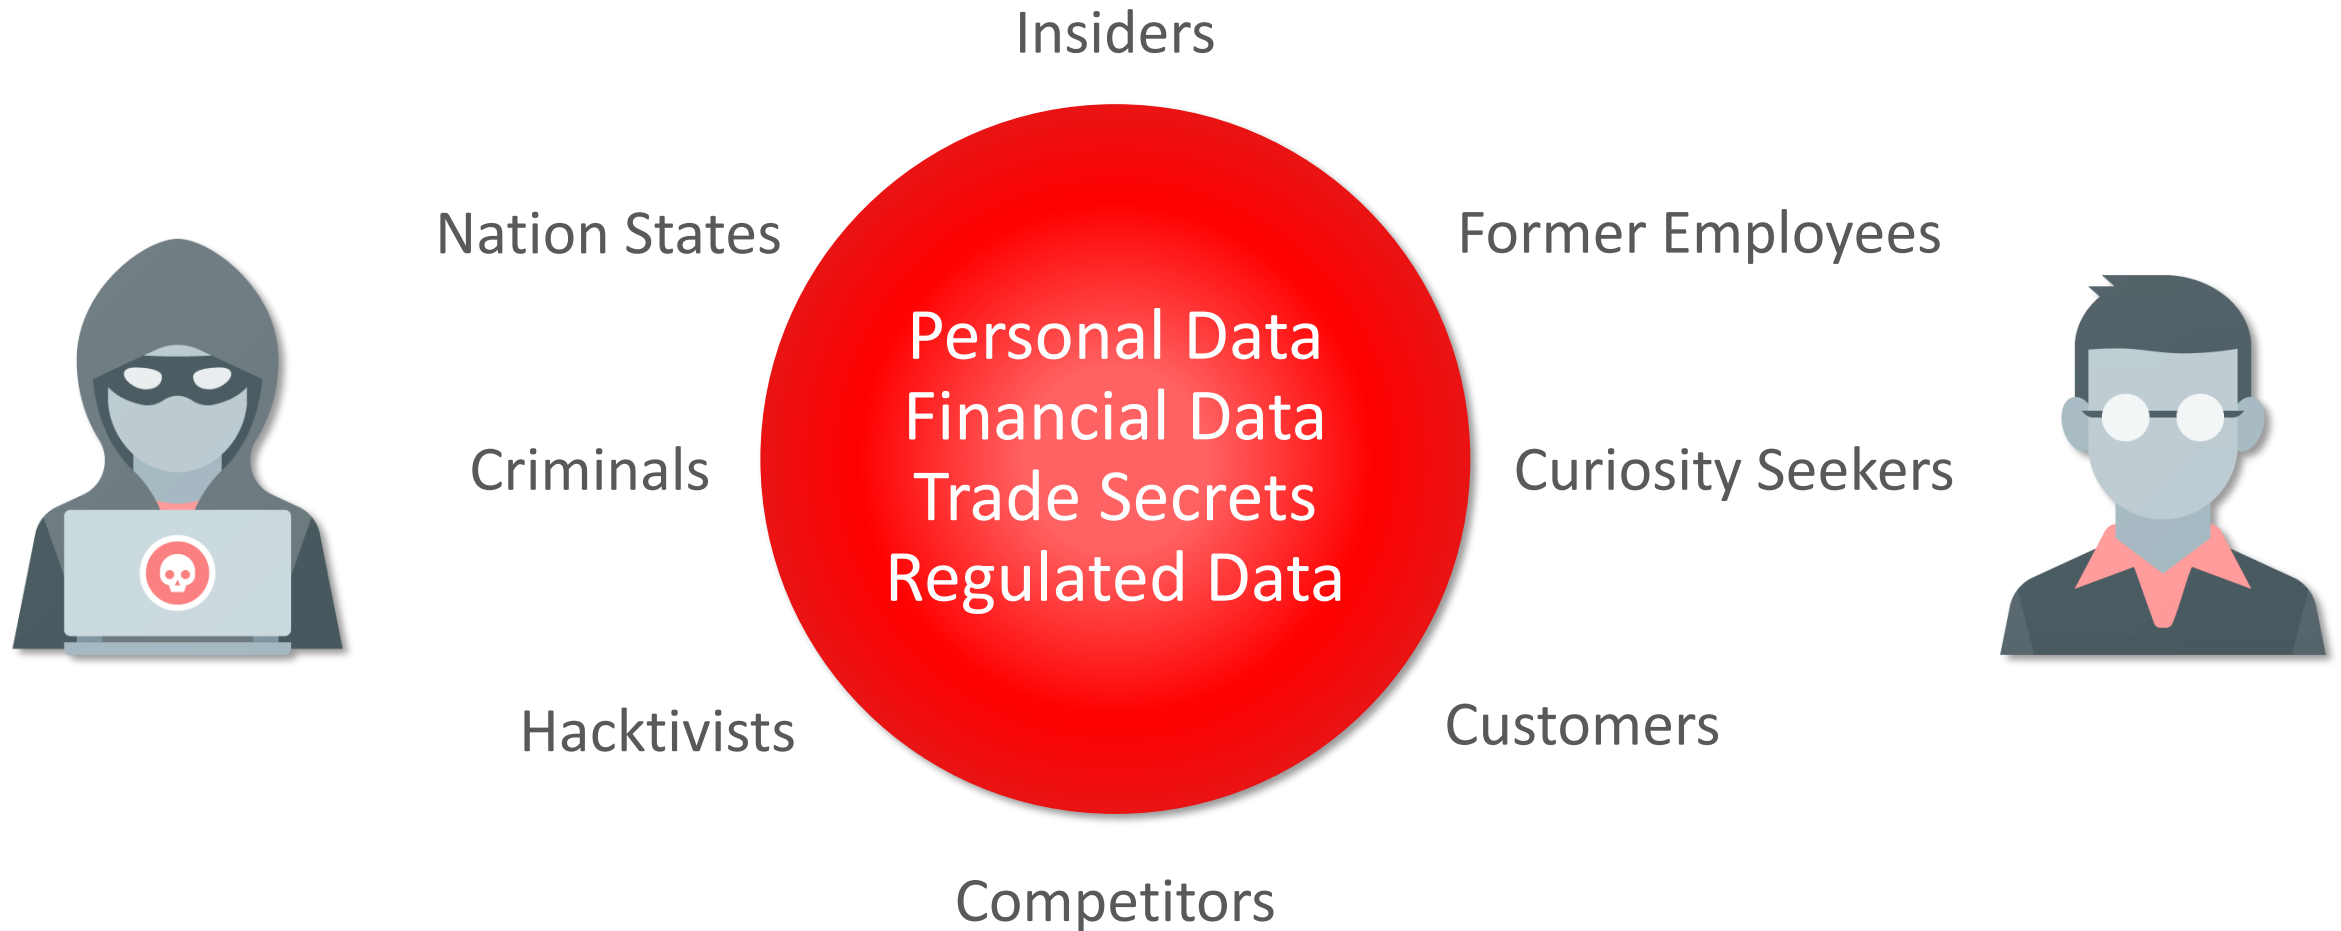 Insiders
Nation States
Former Employees
Personal Data
Financial Data
Trade Secrets
Regulated Data
Criminals
Curiosity Seekers
Hacktivists
Customers
Competitors